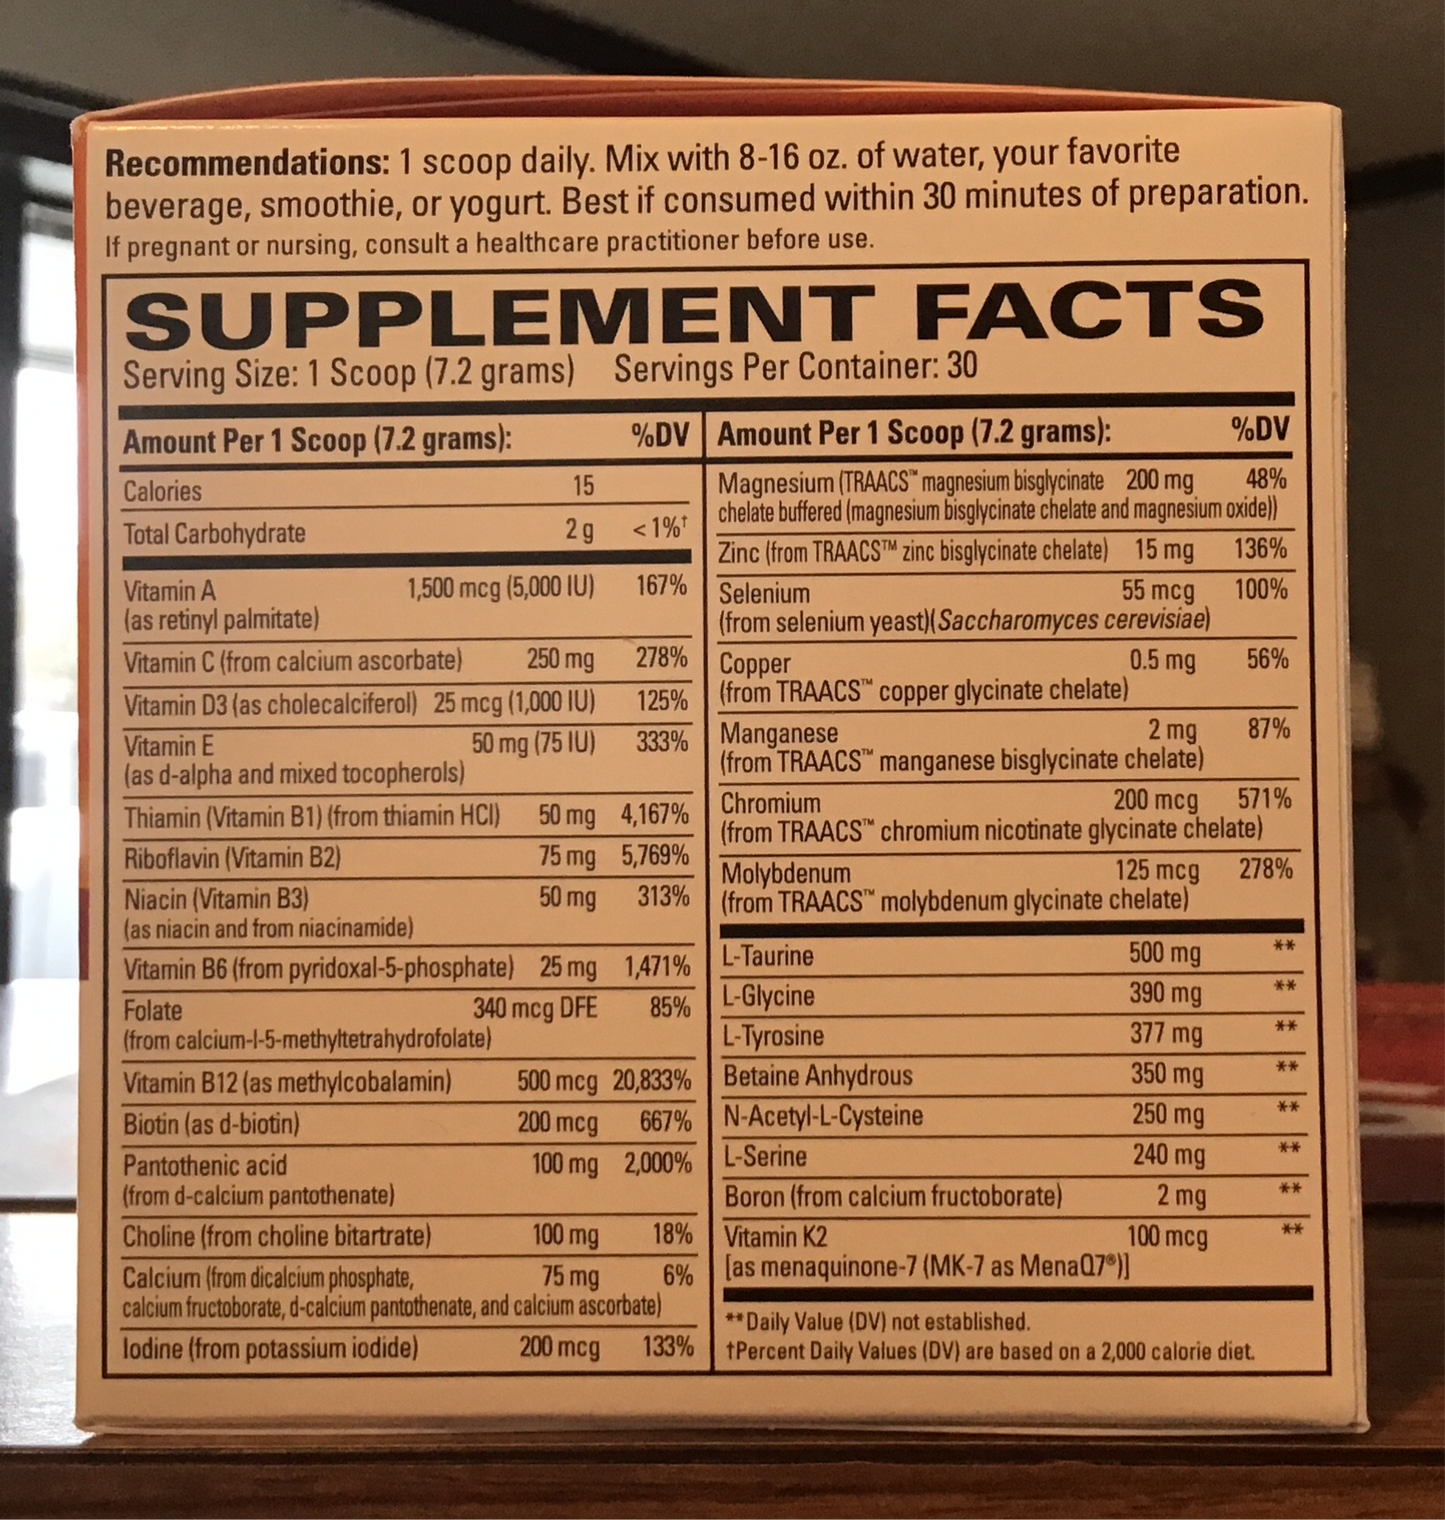 Recommendations: 1 scoop daily. Mix with 8-16 oz. of water, your favorite
beverage, smoothie, or yogurt. Best if consumed within 30 minutes of preparation.
If pregnant or nursing, consult a healthcare practitioner before use.
SUPPLEMENT FACTS
Serving Size: 1 Scoop (7.2 grams) Servings Per Container: 30
Amount Per 1 Scoop (7.2 grams): %DV
Calories 15
Total Carbohydrate 2 g <1%†
Vitamin A 1,500 mcg (5,000 IU) 167%
(as retinyl palmitate)
Vitamin C (from calcium ascorbate) 250 mg 278%
Vitamin D3 (as cholecalciferol) 25 mcg (1,000 IU) 125%
Vitamin E 50 mg (75 IU) 333%
(as d-alpha and mixed tocopherols)
Thiamin (Vitamin B1) (from thiamin HCl) 50 mg 4,167%
Riboflavin (Vitamin B2) 75 mg 5,769%
Niacin (Vitamin B3) 50 mg 313%
(as niacin and from niacinamide)
Vitamin B6 (from pyridoxal-5-phosphate) 25 mg 1,471%
Folate 340 mcg DFE 85%
(from calcium-l-5-methyltetrahydrofolate)
Vitamin B12 (as methylcobalamin) 500 mcg 20,833%
Biotin (as d-biotin) 200 mcg 667%
Pantothenic acid 100 mg 2,000%
(from d-calcium pantothenate)
Choline (from choline bitartrate) 100 mg 18%
Calcium (from dicalcium phosphate, 75 mg 6%
calcium fructoborate, d-calcium pantothenate, and calcium ascorbate)
Iodine (from potassium iodide) 200 mcg 133%
Amount Per 1 Scoop (7.2 grams): %DV
Magnesium (TRAACS™ magnesium bisglycinate 200 mg 48%
chelate buffered (magnesium bisglycinate chelate and magnesium oxide))
Zinc (from TRAACS™ zinc bisglycinate chelate) 15 mg 136%
Selenium 55 mcg 100%
(from selenium yeast)(Saccharomyces cerevisiae)
Copper 0.5 mg 56%
(from TRAACS™ copper glycinate chelate)
Manganese 2 mg 87%
(from TRAACS™ manganese bisglycinate chelate)
Chromium 200 mcg 571%
(from TRAACS™ chromium nicotinate glycinate chelate)
Molybdenum 125 mcg 278%
(from TRAACS™ molybdenum glycinate chelate)
L-Taurine 500 mg **
L-Glycine 390 mg **
L-Tyrosine 377 mg **
Betaine Anhydrous 350 mg **
N-Acetyl-L-Cysteine 250 mg **
L-Serine 240 mg **
Boron (from calcium fructoborate) 2 mg **
Vitamin K2 100 mcg **
[as menaquinone-7 (MK-7 as MenaQ7®)]
**Daily Value (DV) not established.
†Percent Daily Values (DV) are based on a 2,000 calorie diet.